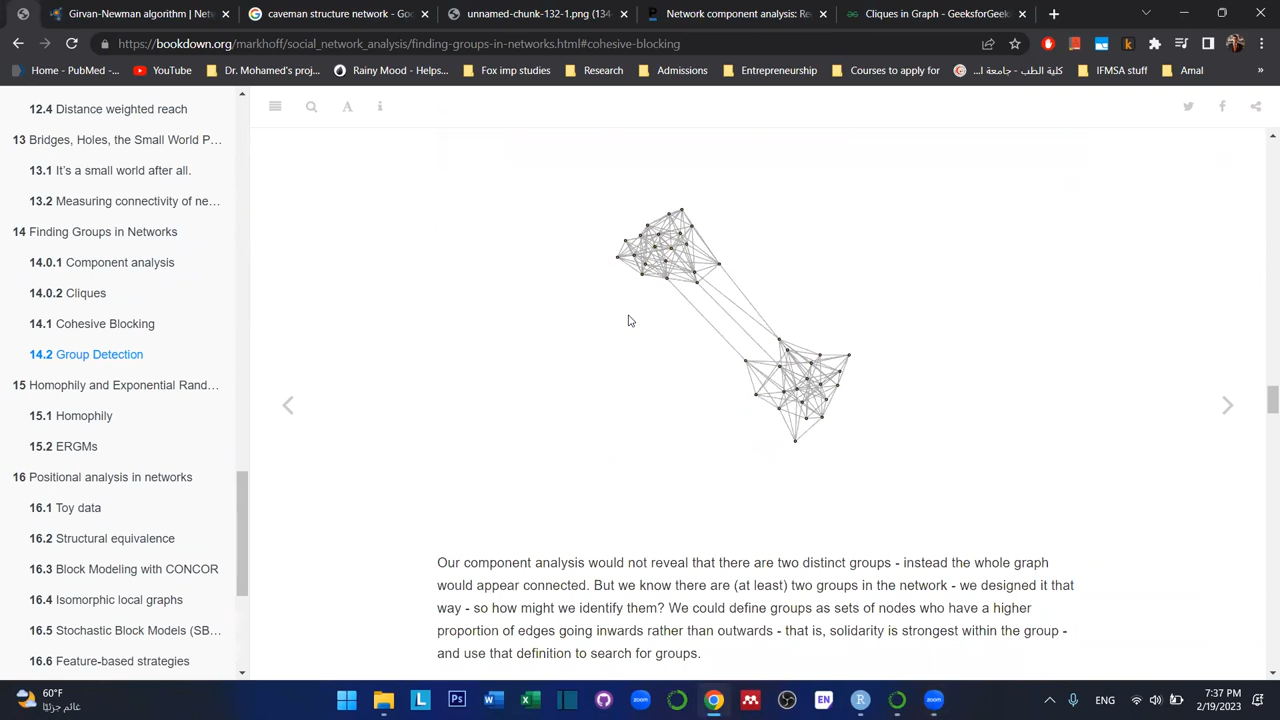 Girvan-Newman algorithm | Netw
caveman structure network - Goo
unnamed-chunk-132-1.png (134
Network component analysis: Re
Cliques in Graph - GeeksforGeek
https://bookdown.org/markhoff/social_network_analysis/finding-groups-in-networks.html#cohesive-blocking
Home - PubMed -...
YouTube
Dr. Mohamed's proj...
Rainy Mood - Helps...
Fox imp studies
Research
Admissions
Entrepreneurship
Courses to apply for
كلية الطب - جامعة ا...
IFMSA stuff
Amal
»
12.4 Distance weighted reach
13 Bridges, Holes, the Small World P...
13.1 It's a small world after all.
13.2 Measuring connectivity of ne...
14 Finding Groups in Networks
14.0.1 Component analysis
14.0.2 Cliques
14.1 Cohesive Blocking
14.2 Group Detection
15 Homophily and Exponential Rand...
15.1 Homophily
15.2 ERGMs
16 Positional analysis in networks
16.1 Toy data
16.2 Structural equivalence
16.3 Block Modeling with CONCOR
16.4 Isomorphic local graphs
16.5 Stochastic Block Models (SB...
16.6 Feature-based strategies
Our component analysis would not reveal that there are two distinct groups - instead the whole graph
would appear connected. But we know there are (at least) two groups in the network - we designed it that
way - so how might we identify them? We could define groups as sets of nodes who have a higher
proportion of edges going inwards rather than outwards - that is, solidarity is strongest within the group -
and use that definition to search for groups.
60°F
غائم جزئيًا
L
EN
zoom
R
zoom
ENG
7:37 PM
2/19/2023